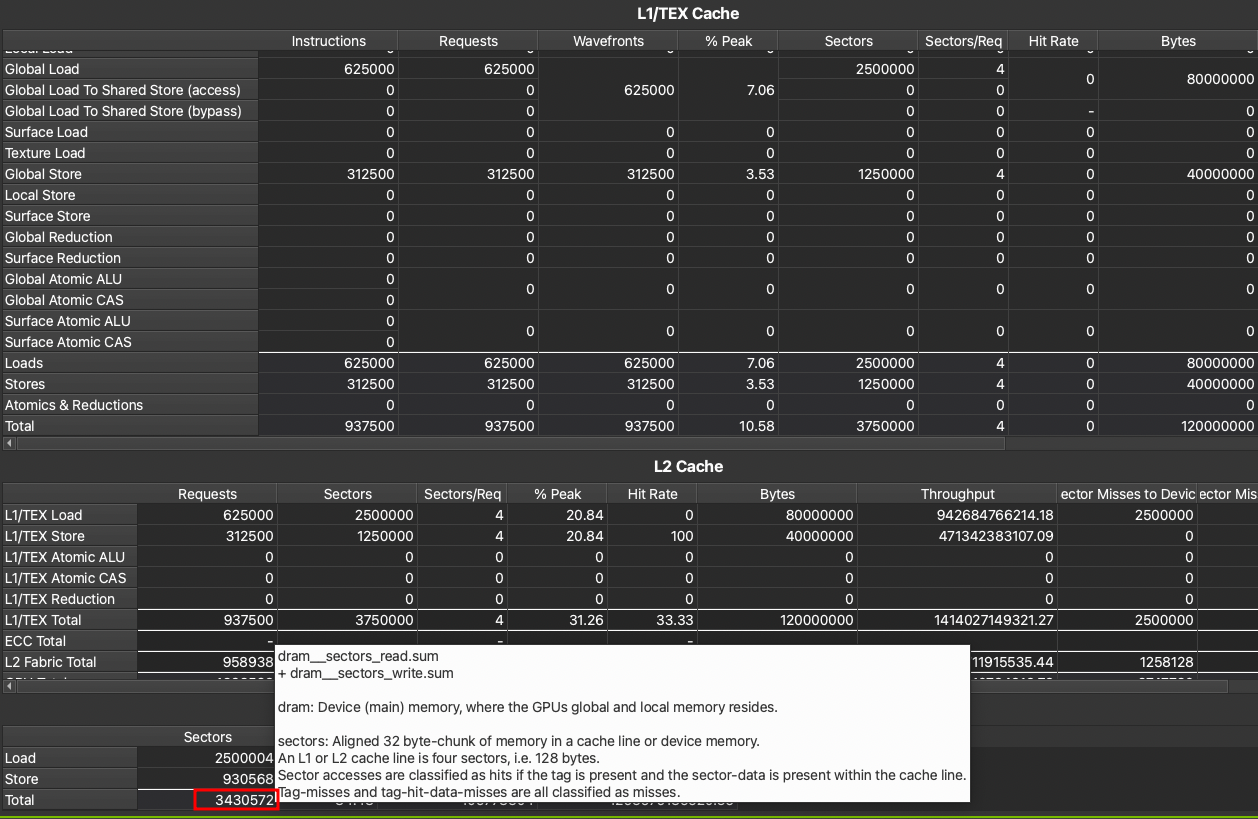 L1/TEX Cache
Instructions Requests Wavefronts % Peak Sectors Sectors/Req Hit Rate Bytes
Global Load 625000 625000 2500000 4
0 80000000
Global Load To Shared Store (access) 0 0 625000 7.06 0 0
Global Load To Shared Store (bypass) 0 0 0 0 - 0
Surface Load 0 0 0 0 0 0 0 0
Texture Load 0 0 0 0 0 0 0 0
Global Store 312500 312500 312500 3.53 1250000 4 0 40000000
Local Store 0 0 0 0 0 0 0 0
Surface Store 0 0 0 0 0 0 0 0
Global Reduction 0 0 0 0 0 0 0 0
Surface Reduction 0 0 0 0 0 0 0 0
Global Atomic ALU 0
0 0 0 0 0 0 0
Global Atomic CAS 0
Surface Atomic ALU 0
0 0 0 0 0 0 0
Surface Atomic CAS 0
Loads 625000 625000 625000 7.06 2500000 4 0 80000000
Stores 312500 312500 312500 3.53 1250000 4 0 40000000
Atomics & Reductions 0 0 0 0 0 0 0 0
Total 937500 937500 937500 10.58 3750000 4 0 120000000
L2 Cache
Requests Sectors Sectors/Req % Peak Hit Rate Bytes Throughput ector Misses to Devic ector Mis
L1/TEX Load 625000 2500000 4 20.84 0 80000000 942684766214.18 2500000
L1/TEX Store 312500 1250000 4 20.84 100 40000000 471342383107.09 0
L1/TEX Atomic ALU 0 0 0 0 0 0 0 0
L1/TEX Atomic CAS 0 0 0 0 0 0 0 0
L1/TEX Reduction 0 0 0 0 0 0 0 0
L1/TEX Total 937500 3750000 4 31.26 33.33 120000000 1414027149321.27 2500000
ECC Total - - -
L2 Fabric Total 958938 11915535.44 1258128
dram__sectors_read.sum
+ dram__sectors_write.sum
dram: Device (main) memory, where the GPUs global and local memory resides.
sectors: Aligned 32 byte-chunk of memory in a cache line or device memory.
An L1 or L2 cache line is four sectors, i.e. 128 bytes.
Sector accesses are classified as hits if the tag is present and the sector-data is present within the cache line.
Tag-misses and tag-hit-data-misses are all classified as misses.
Sectors
Load 2500004
Store 930568
Total 3430572